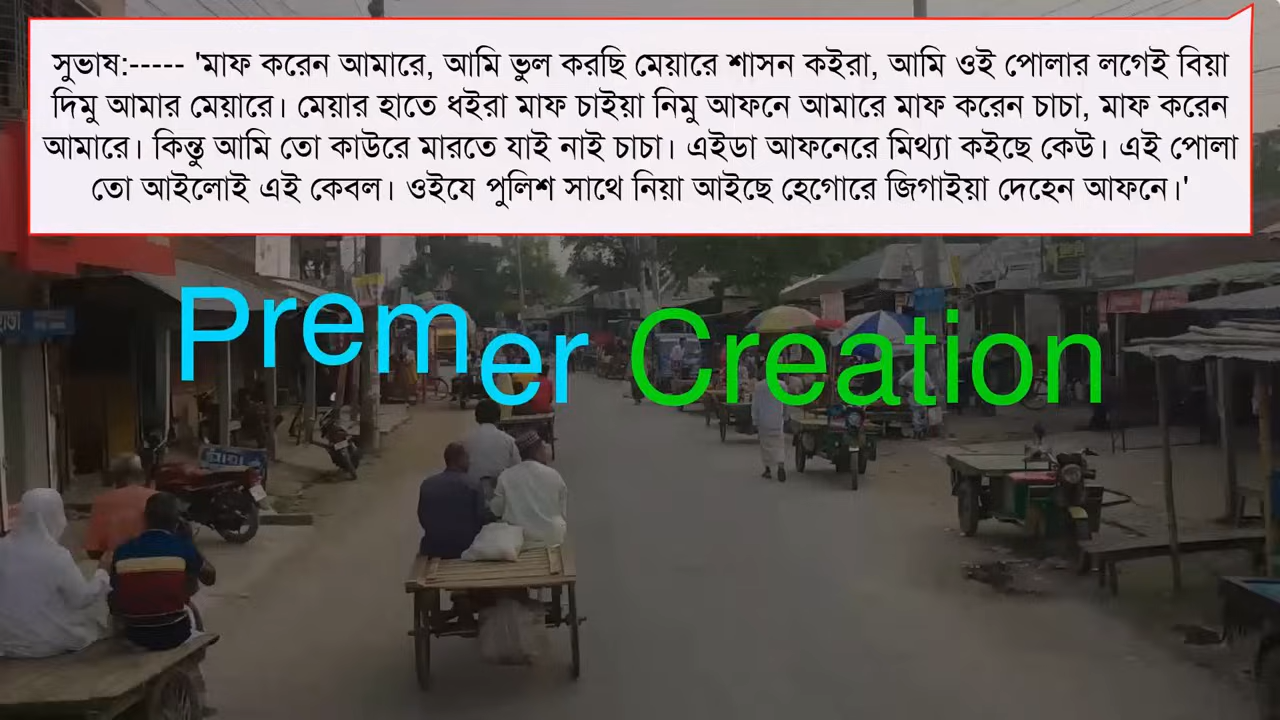 সুভাষ:----- 'মাফ করেন আমারে, আমি ভুল করছি মেয়ারে শাসন কইরা, আমি ওই পোলার লগেই বিয়া
দিমু আমার মেয়ারে। মেয়ার হাতে ধইরা মাফ চাইয়া নিমু আফনে আমারে মাফ করেন চাচা, মাফ করেন
আমারে। কিন্তু আমি তো কাউরে মারতে যাই নাই চাচা। এইডা আফনেরে মিথ্যা কইছে কেউ। এই পোলা
তো আইলোই এই কেবল। ওইযে পুলিশ সাথে নিয়া আইছে হেগোরে জিগাইয়া দেহেন আফনে।'
Premer Creation